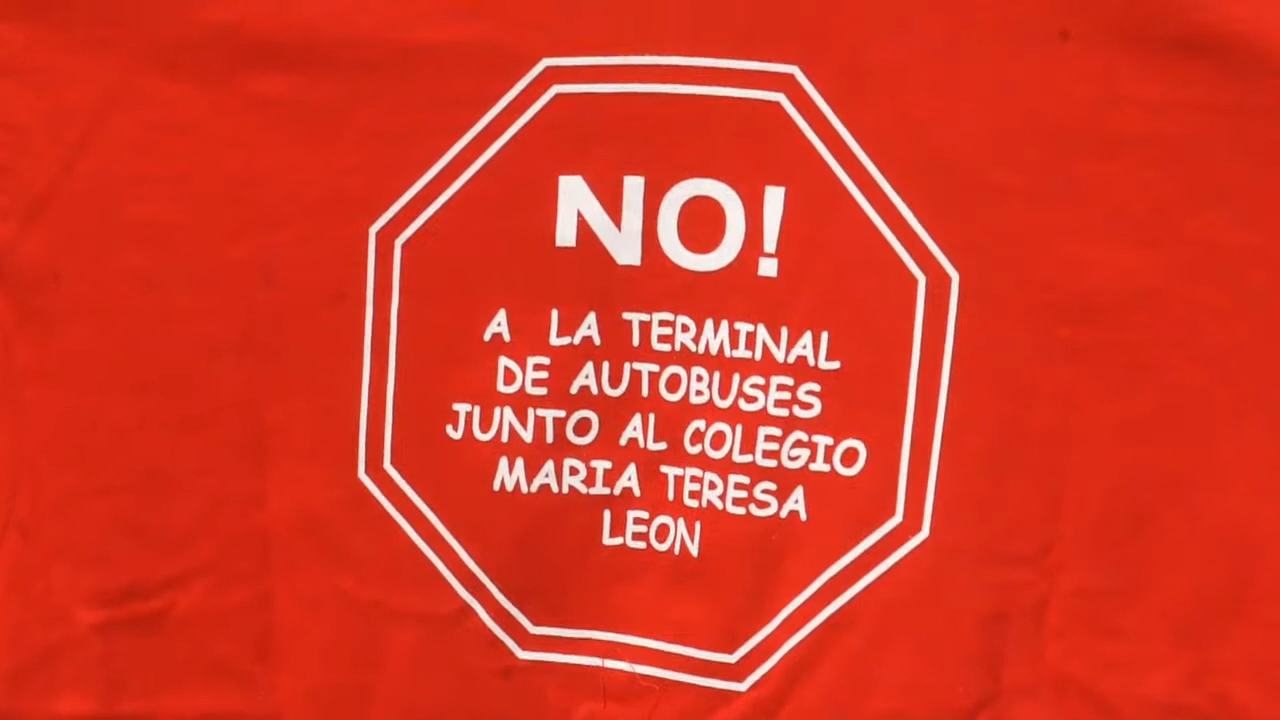 NO!
A LA TERMINAL
DE AUTOBUSES
JUNTO AL COLEGIO
MARIA TERESA
LEON